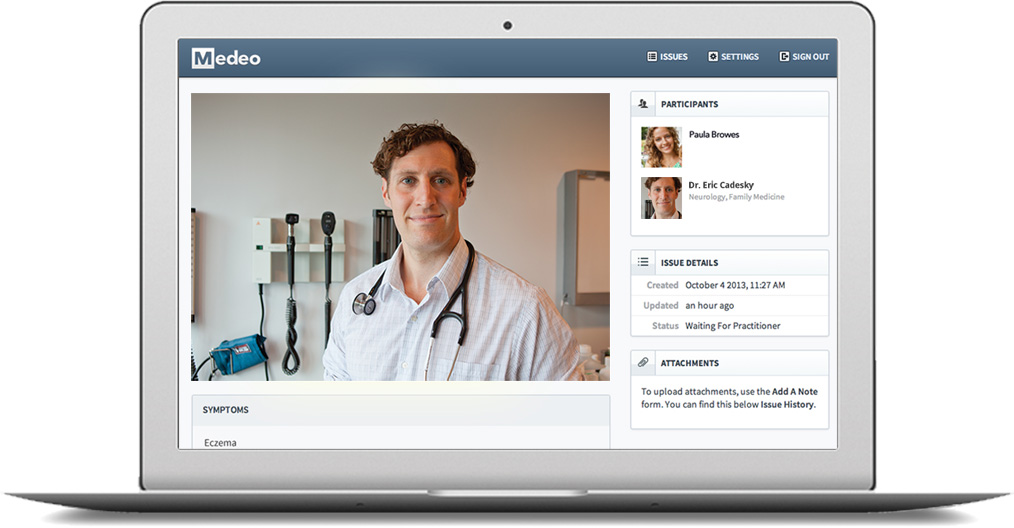 Medeo
ISSUES SETTINGS SIGN OUT
PARTICIPANTS
Paula Browes
Dr. Eric Cadesky
Neurology, Family Medicine
ISSUE DETAILS
Created October 4 2013, 11:27 AM
Updated an hour ago
Status Waiting For Practitioner
ATTACHMENTS
To upload attachments, use the Add A Note
form. You can find this below Issue History.
SYMPTOMS
Eczema